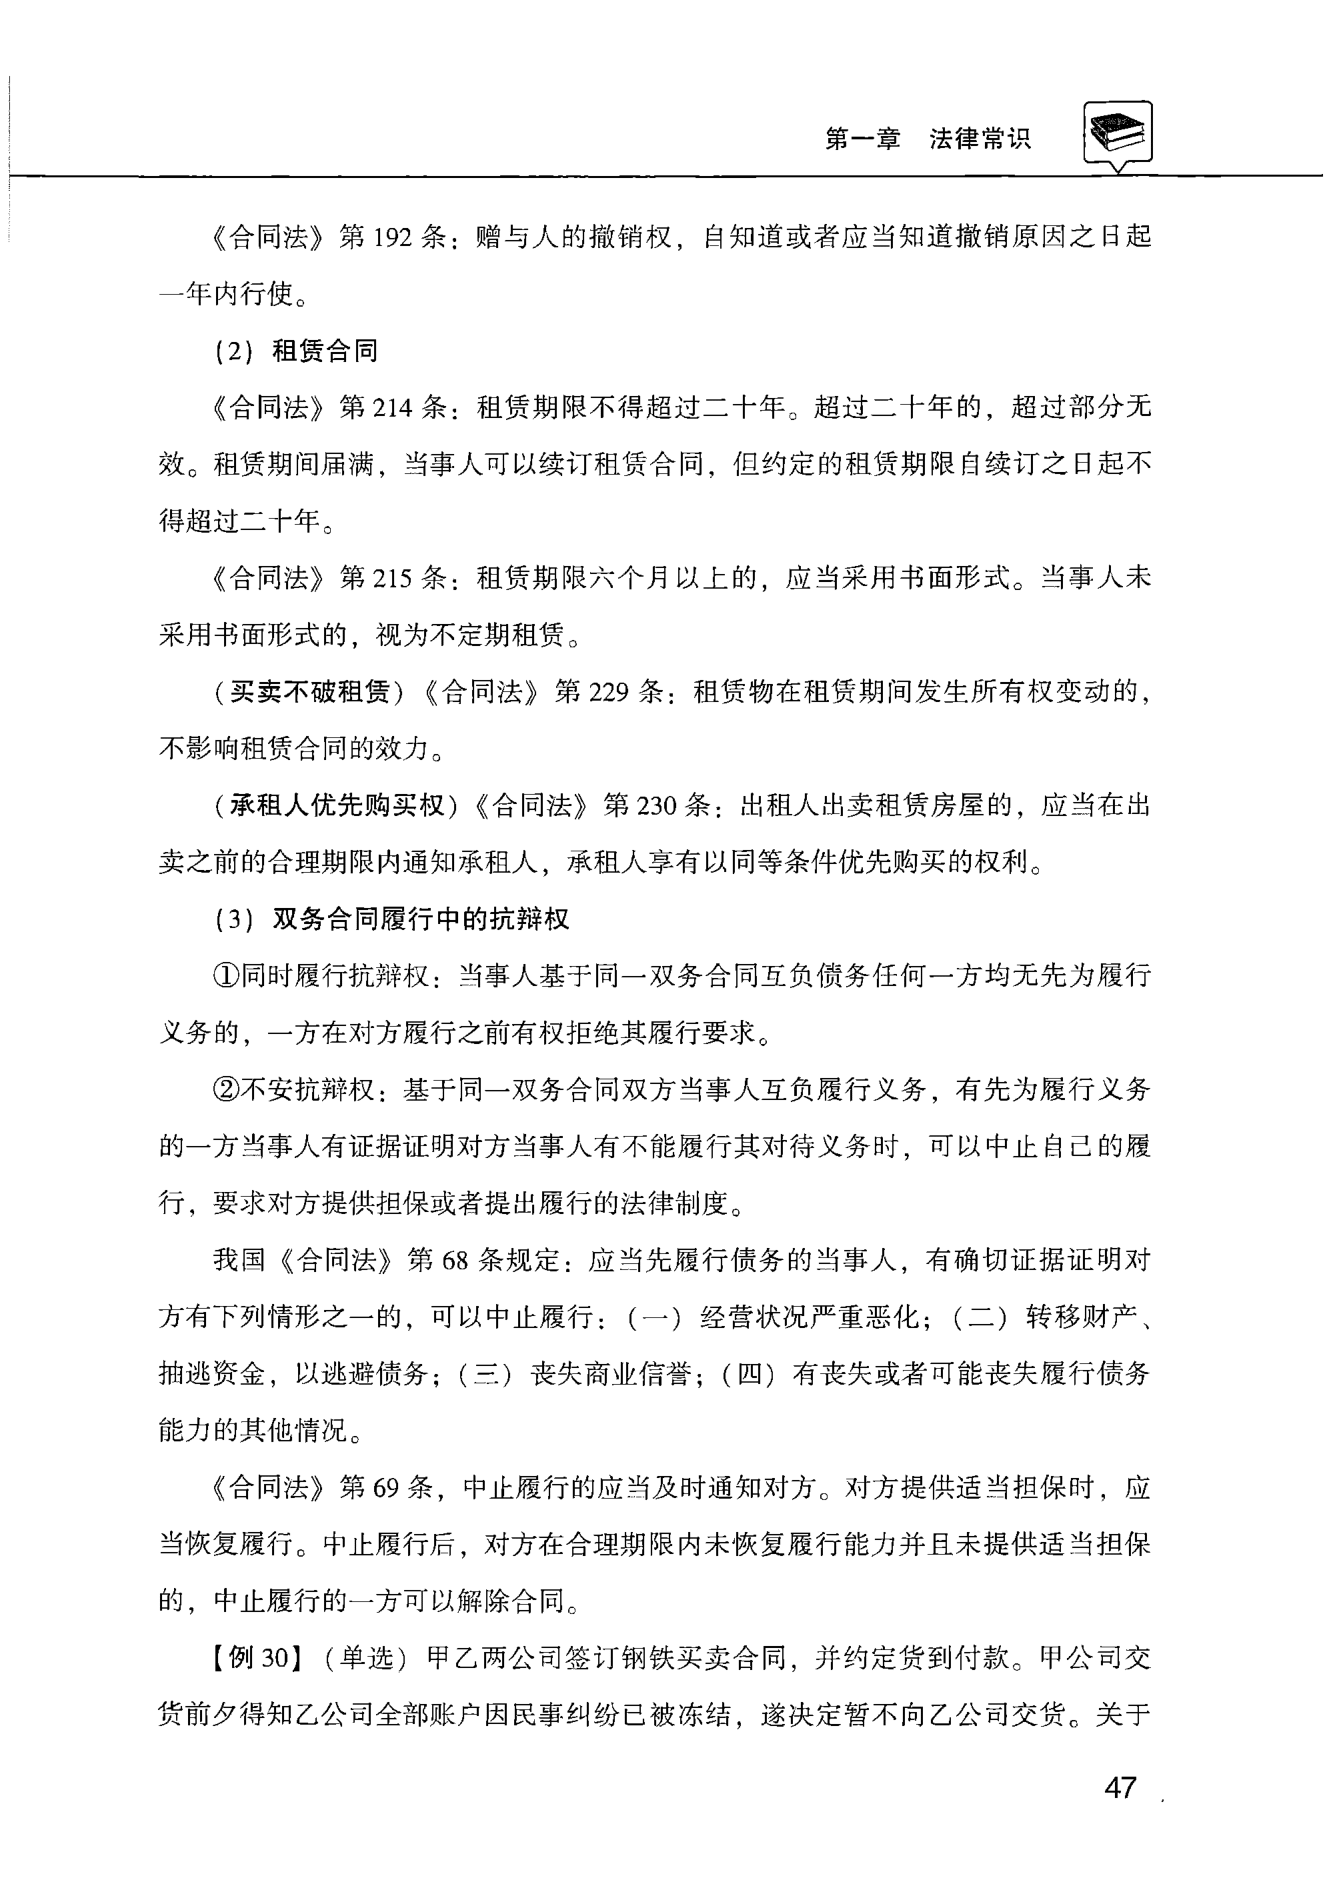 第一章 法律常识
《合同法》第 192 条：赠与人的撤销权，自知道或者应当知道撤销原因之日起
一年内行使。
（2）租赁合同
《合同法》第 214 条：租赁期限不得超过二十年。超过二十年的，超过部分无
效。租赁期间届满，当事人可以续订租赁合同，但约定的租赁期限自续订之日起不
得超过二十年。
《合同法》第 215 条：租赁期限六个月以上的，应当采用书面形式。当事人未
采用书面形式的，视为不定期租赁。
（买卖不破租赁）《合同法》第 229 条：租赁物在租赁期间发生所有权变动的，
不影响租赁合同的效力。
（承租人优先购买权）《合同法》第 230 条：出租人出卖租赁房屋的，应当在出
卖之前的合理期限内通知承租人，承租人享有以同等条件优先购买的权利。
（3）双务合同履行中的抗辩权
①同时履行抗辩权：当事人基于同一双务合同互负债务任何一方均无先为履行
义务的，一方在对方履行之前有权拒绝其履行要求。
②不安抗辩权：基于同一双务合同双方当事人互负履行义务，有先为履行义务
的一方当事人有证据证明对方当事人有不能履行其对待义务时，可以中止自己的履
行，要求对方提供担保或者提出履行的法律制度。
我国《合同法》第 68 条规定：应当先履行债务的当事人，有确切证据证明对
方有下列情形之一的，可以中止履行：（一）经营状况严重恶化；（二）转移财产、
抽逃资金，以逃避债务；（三）丧失商业信誉；（四）有丧失或者可能丧失履行债务
能力的其他情况。
《合同法》第 69 条，中止履行的应当及时通知对方。对方提供适当担保时，应
当恢复履行。中止履行后，对方在合理期限内未恢复履行能力并且未提供适当担保
的，中止履行的一方可以解除合同。
【例 30】（单选）甲乙两公司签订钢铁买卖合同，并约定货到付款。甲公司交
货前夕得知乙公司全部账户因民事纠纷已被冻结，遂决定暂不向乙公司交货。关于
47